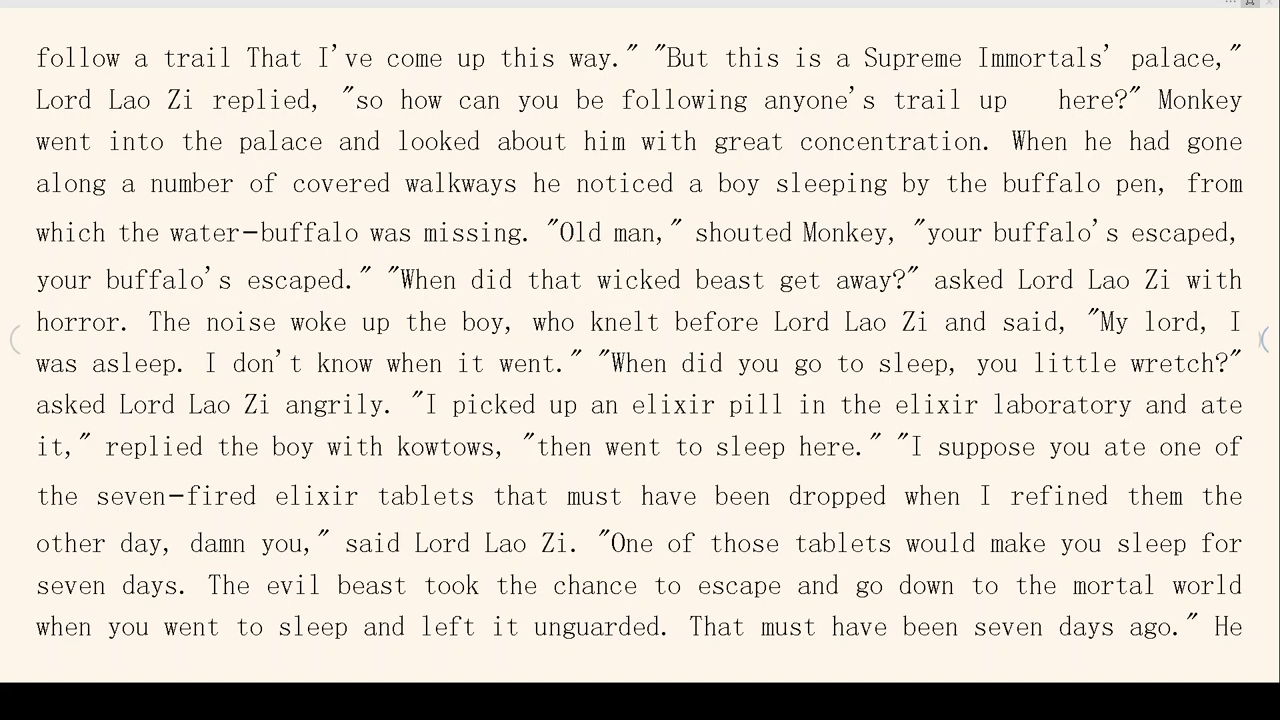 follow a trail That I've come up this way." "But this is a Supreme Immortals' palace,"
Lord Lao Zi replied, "so how can you be following anyone's trail up here?" Monkey
went into the palace and looked about him with great concentration. When he had gone
along a number of covered walkways he noticed a boy sleeping by the buffalo pen, from
which the water-buffalo was missing. "Old man," shouted Monkey, "your buffalo's escaped,
your buffalo's escaped." "When did that wicked beast get away?" asked Lord Lao Zi with
horror. The noise woke up the boy, who knelt before Lord Lao Zi and said, "My lord, I
was asleep. I don't know when it went." "When did you go to sleep, you little wretch?"
asked Lord Lao Zi angrily. "I picked up an elixir pill in the elixir laboratory and ate
it," replied the boy with kowtows, "then went to sleep here." "I suppose you ate one of
the seven-fired elixir tablets that must have been dropped when I refined them the
other day, damn you," said Lord Lao Zi. "One of those tablets would make you sleep for
seven days. The evil beast took the chance to escape and go down to the mortal world
when you went to sleep and left it unguarded. That must have been seven days ago." He